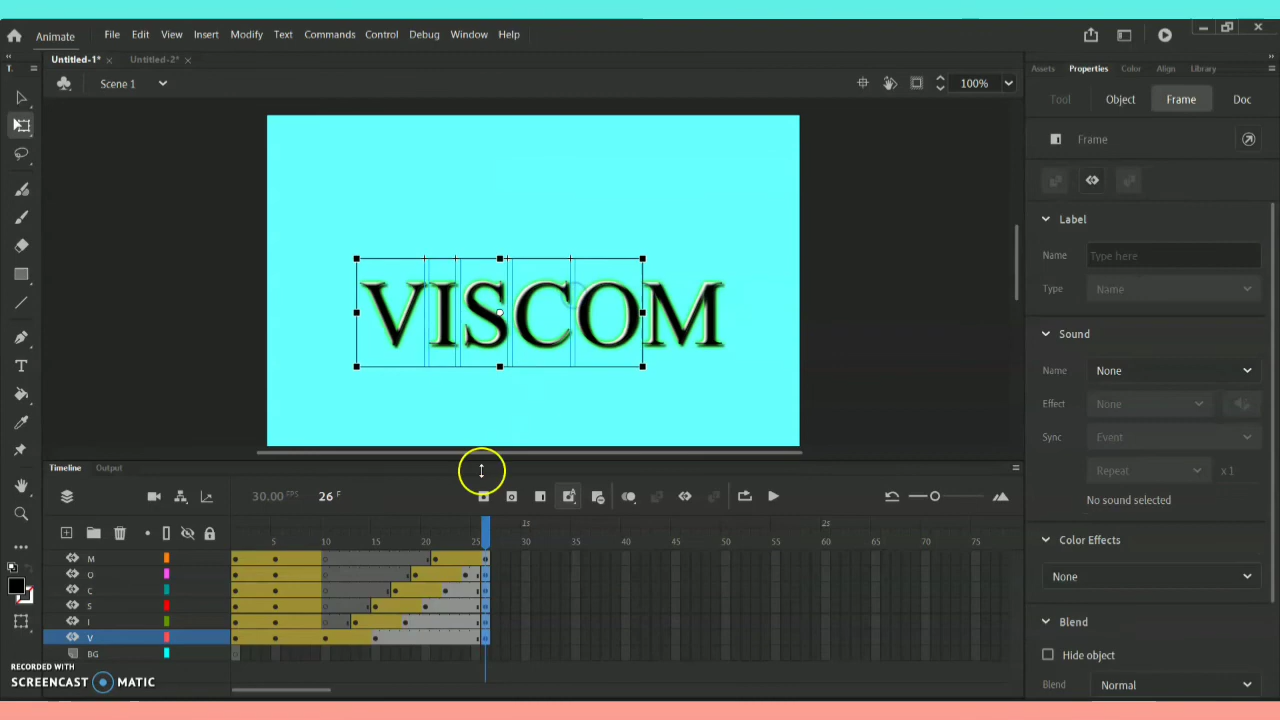 Animate File Edit View Insert Modify Text Commands Control Debug Window Help
Untitled-1* × Untitled-2* ×
T. Assets Properties Color Align Library
Scene 1 100%
Tool Object Frame Doc
Frame
Label
Name Type here
Type Name
VISCOM
Sound
Name None
Effect None
Sync Event
Repeat x 1
No sound selected
Timeline Output
30.00 FPS 26 F
1s 2s
5 10 15 20 25 30 35 40 45 50 55 60 65 70 75
Color Effects
None
M
O
C
S
I
V
BG
Blend
Hide object
Blend Normal
RECORDED WITH
SCREENCAST MATIC